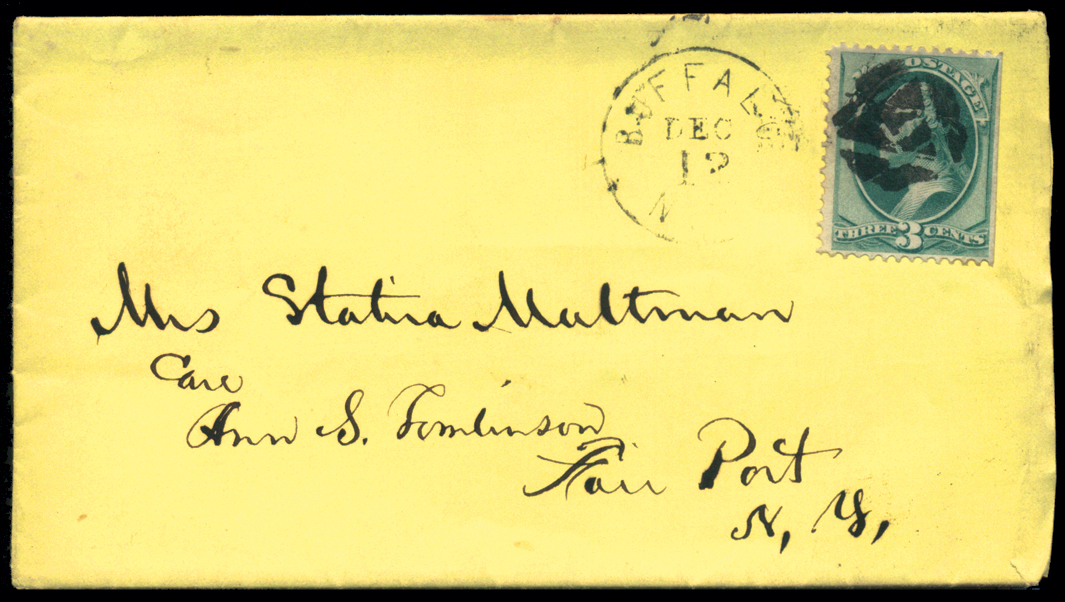 BUFFALO
DEC
12
N
U.S. POSTAGE
THREE 3 CENTS
Mrs Statira Maltman
Care
Ann S. Tomlinson
Fair Port
N, Y,